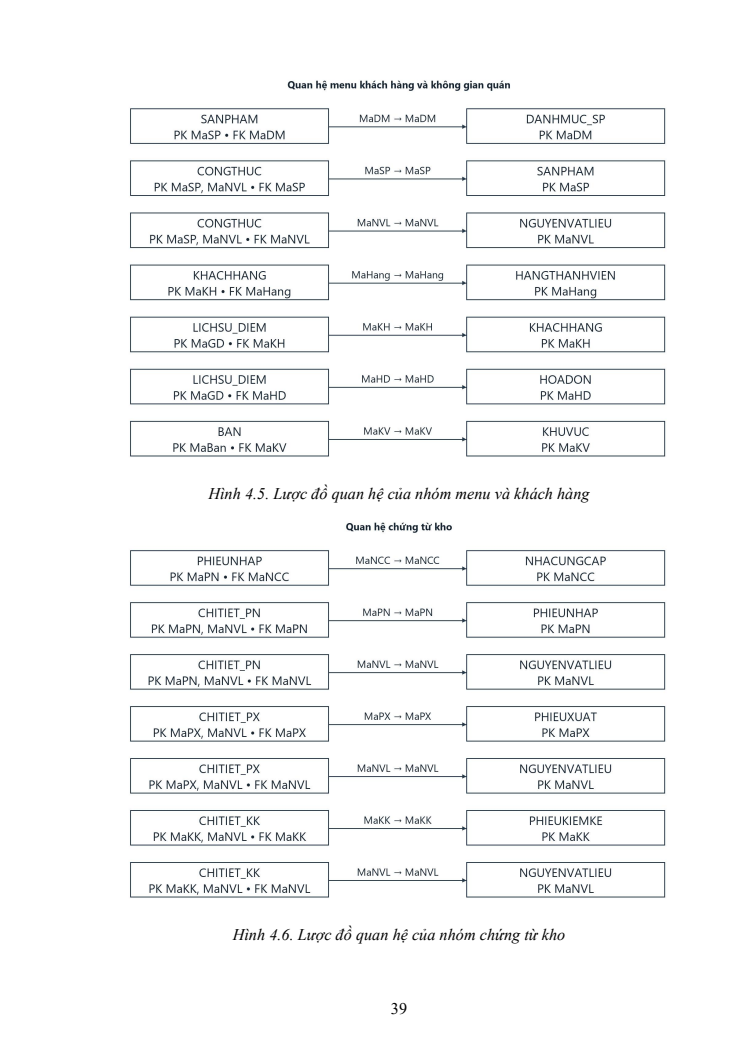 Quan hệ menu khách hàng và không gian quán
SANPHAM
PK MaSP • FK MaDM
MaDM → MaDM
DANHMUC_SP
PK MaDM
CONGTHUC
PK MaSP, MaNVL • FK MaSP
MaSP → MaSP
SANPHAM
PK MaSP
CONGTHUC
PK MaSP, MaNVL • FK MaNVL
MaNVL → MaNVL
NGUYENVATLIEU
PK MaNVL
KHACHHANG
PK MaKH • FK MaHang
MaHang → MaHang
HANGTHANHVIEN
PK MaHang
LICHSU_DIEM
PK MaGD • FK MaKH
MaKH → MaKH
KHACHHANG
PK MaKH
LICHSU_DIEM
PK MaGD • FK MaHD
MaHD → MaHD
HOADON
PK MaHD
BAN
PK MaBan • FK MaKV
MaKV → MaKV
KHUVUC
PK MaKV
Hình 4.5. Lược đồ quan hệ của nhóm menu và khách hàng
Quan hệ chứng từ kho
PHIEUNHAP
PK MaPN • FK MaNCC
MaNCC → MaNCC
NHACUNGCAP
PK MaNCC
CHITIET_PN
PK MaPN, MaNVL • FK MaPN
MaPN → MaPN
PHIEUNHAP
PK MaPN
CHITIET_PN
PK MaPN, MaNVL • FK MaNVL
MaNVL → MaNVL
NGUYENVATLIEU
PK MaNVL
CHITIET_PX
PK MaPX, MaNVL • FK MaPX
MaPX → MaPX
PHIEUXUAT
PK MaPX
CHITIET_PX
PK MaPX, MaNVL • FK MaNVL
MaNVL → MaNVL
NGUYENVATLIEU
PK MaNVL
CHITIET_KK
PK MaKK, MaNVL • FK MaKK
MaKK → MaKK
PHIEUKIEMKE
PK MaKK
CHITIET_KK
PK MaKK, MaNVL • FK MaNVL
MaNVL → MaNVL
NGUYENVATLIEU
PK MaNVL
Hình 4.6. Lược đồ quan hệ của nhóm chứng từ kho
39